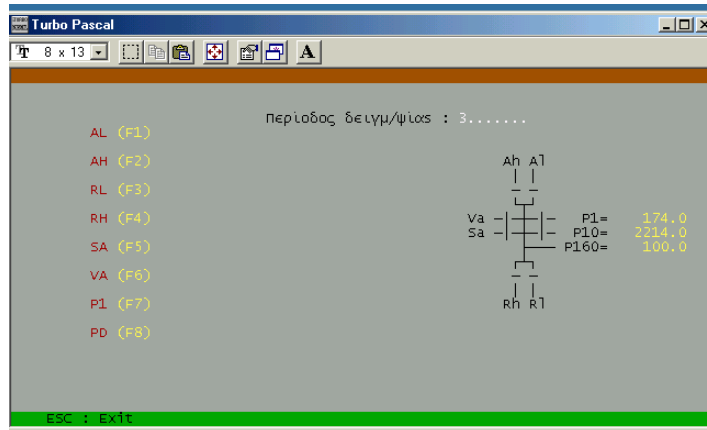 Turbo Pascal
8 x 13
A
Περίοδος δειγμ/ψίας : 3.......
AL (F1)
AH (F2)
RL (F3)
RH (F4)
SA (F5)
VA (F6)
P1 (F7)
PD (F8)
Ah Al
Va P1= 174.0
Sa P10= 2214.0
P160= 100.0
Rh Rl
ESC : Exit